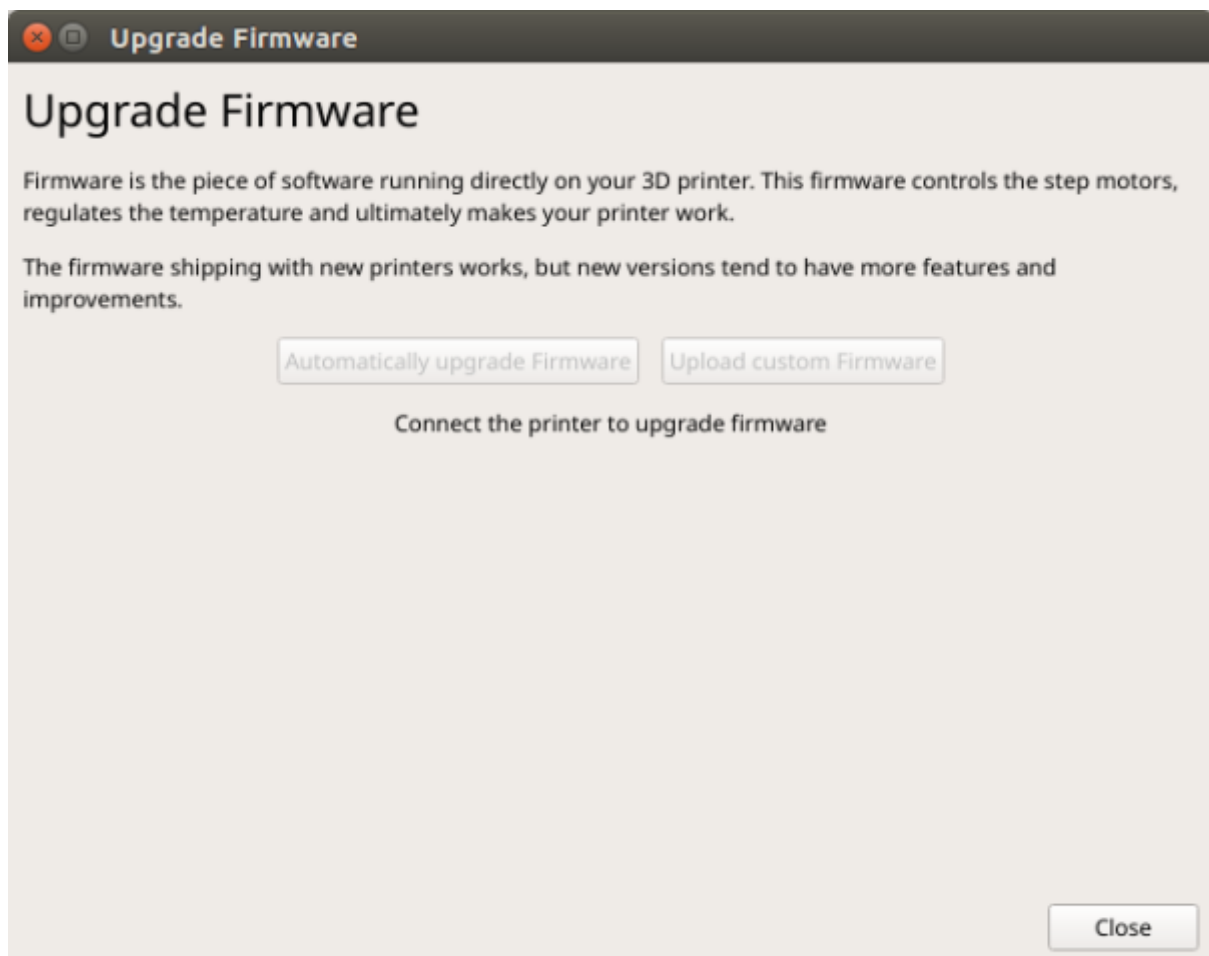 Upgrade Firmware
Upgrade Firmware
Firmware is the piece of software running directly on your 3D printer. This firmware controls the step motors,
regulates the temperature and ultimately makes your printer work.
The firmware shipping with new printers works, but new versions tend to have more features and
improvements.
Automatically upgrade Firmware Upload custom Firmware
Connect the printer to upgrade firmware
Close